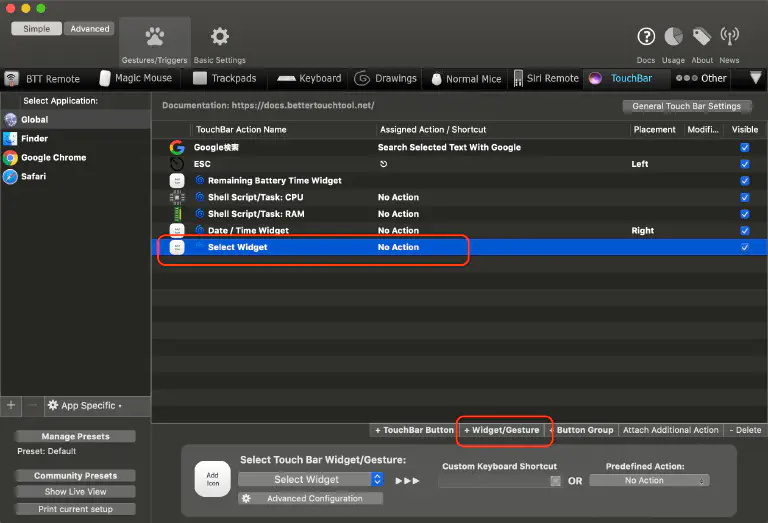 Simple Advanced
Gestures/Triggers Basic Settings Docs Usage About News
BTT Remote Magic Mouse Trackpads Keyboard Drawings Normal Mice Siri Remote TouchBar Other
Select Application:
Global
Finder
Google Chrome
Safari
Documentation: https://docs.bettertouchtool.net/ General Touch Bar Settings
TouchBar Action Name Assigned Action / Shortcut Placement Modifi... Visible
Google検索 Search Selected Text With Google
ESC Left
Remaining Battery Time Widget
Shell Script/Task: CPU No Action
Shell Script/Task: RAM No Action
Date / Time Widget No Action Right
Select Widget No Action
+ − App Specific
+ TouchBar Button + Widget/Gesture + Button Group Attach Additional Action - Delete
Manage Presets
Preset: Default
Community Presets
Show Live View
Print current setup
Add Icon
Select Touch Bar Widget/Gesture:
Select Widget
Advanced Configuration
Custom Keyboard Shortcut
OR
Predefined Action:
No Action